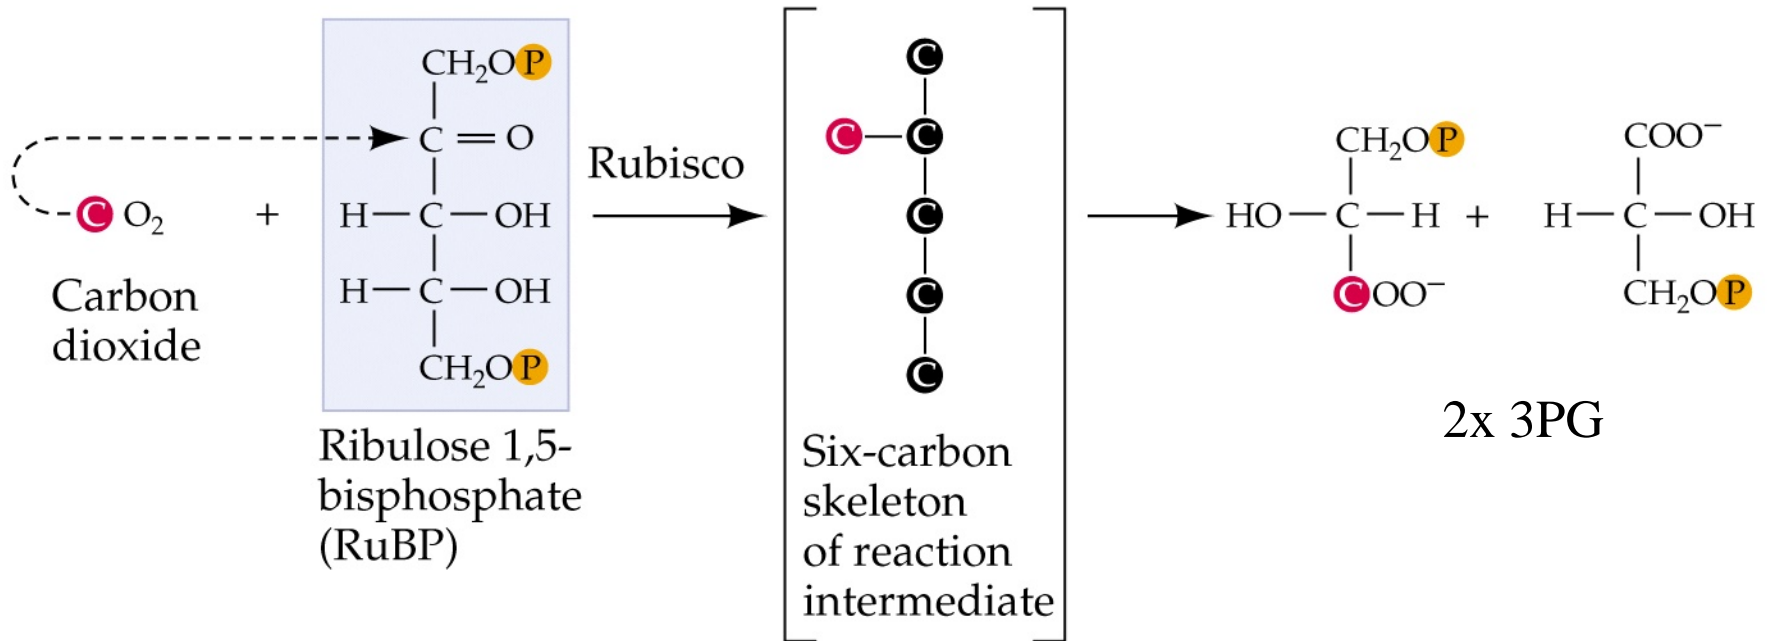 C O₂
+
Carbon
dioxide
CH₂OP
C = O
H — C — OH
H — C — OH
CH₂OP
Ribulose 1,5-
bisphosphate
(RuBP)
Rubisco
C
C — C
C
C
C
Six-carbon
skeleton
of reaction
intermediate
CH₂OP
HO — C — H
COO⁻
+
COO⁻
H — C — OH
CH₂OP
2x 3PG